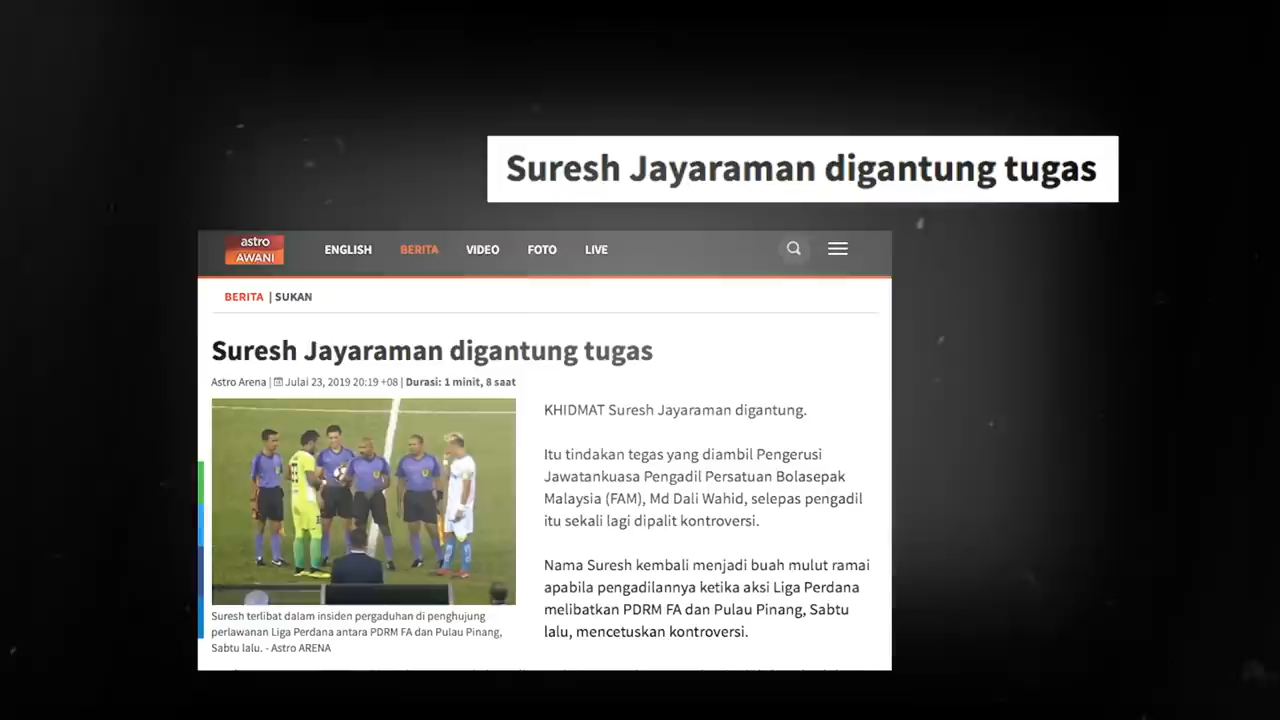 Suresh Jayaraman digantung tugas
astro
AWANI
ENGLISH BERITA VIDEO FOTO LIVE
BERITA | SUKAN
Suresh Jayaraman digantung tugas
Astro Arena | Julai 23, 2019 20:19 +08 | Durasi: 1 minit, 8 saat
KHIDMAT Suresh Jayaraman digantung.
Itu tindakan tegas yang diambil Pengerusi
Jawatankuasa Pengadil Persatuan Bolasepak
Malaysia (FAM), Md Dali Wahid, selepas pengadil
itu sekali lagi dipalit kontroversi.
Nama Suresh kembali menjadi buah mulut ramai
apabila pengadilannya ketika aksi Liga Perdana
melibatkan PDRM FA dan Pulau Pinang, Sabtu
lalu, mencetuskan kontroversi.
Suresh terlibat dalam insiden pergaduhan di penghujung
perlawanan Liga Perdana antara PDRM FA dan Pulau Pinang,
Sabtu lalu. - Astro ARENA